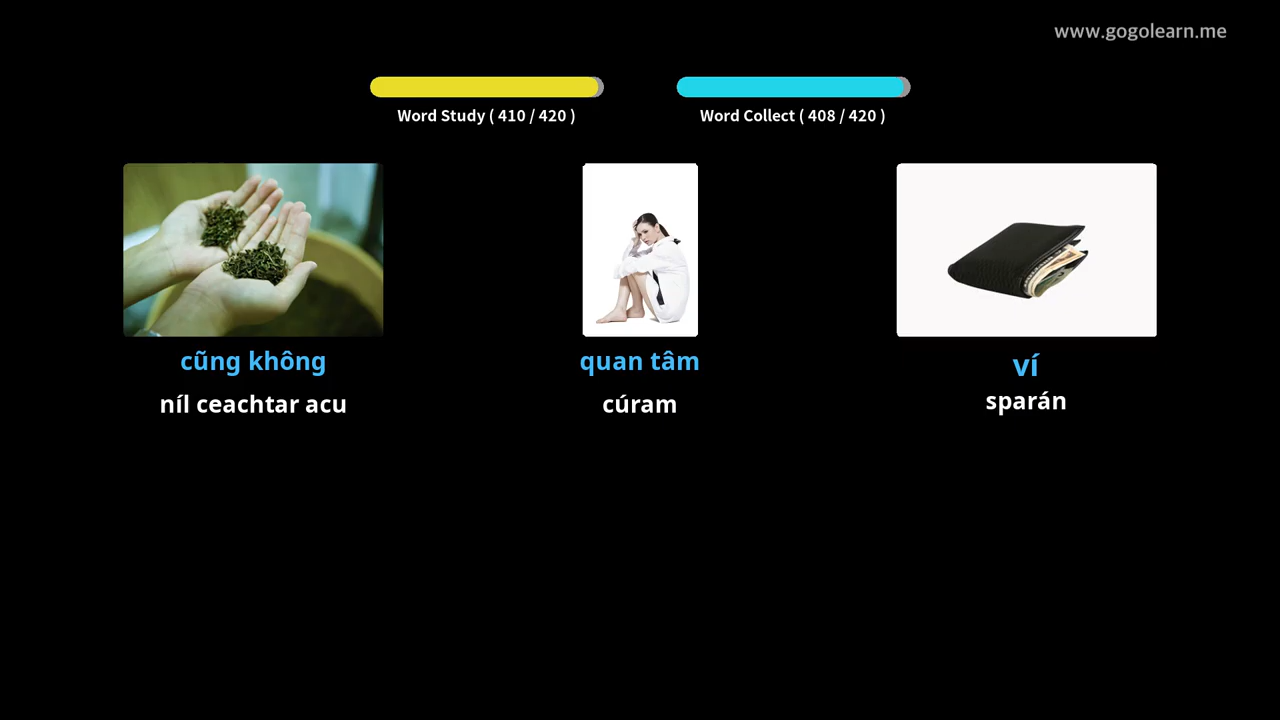 www.gogolearn.me
Word Study ( 410 / 420 )
Word Collect ( 408 / 420 )
cũng không
níl ceachtar acu
quan tâm
cúram
ví
sparán